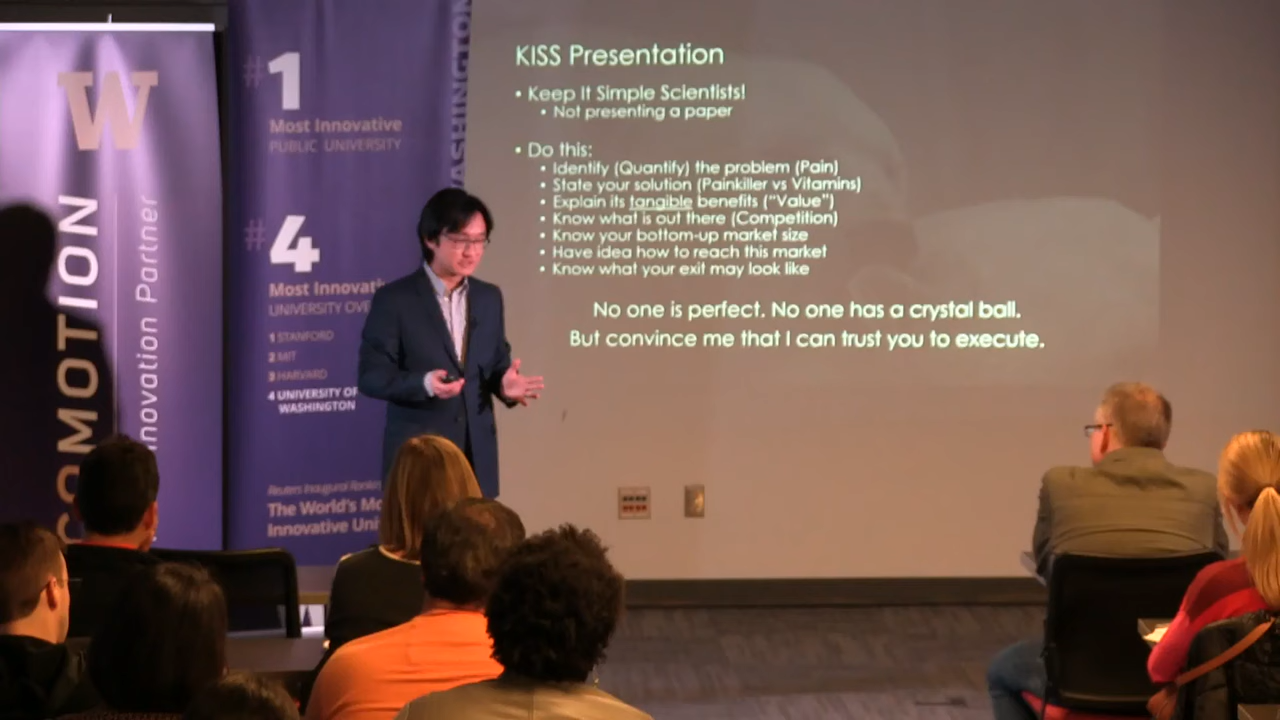 W
COMOTION
Innovation Partner
#1
Most Innovative
PUBLIC UNIVERSITY
#4
Most
UNIVERSITY
1 STANFORD
2 MIT
3 HARVARD
4 UNIVERSITY OF
WASHINGTON
Reuters Inaugural
The World's
Innovative
WASHINGTON
KISS Presentation
• Keep It Simple Scientists!
• Not presenting a paper
• Do this:
• Identify (Quantify) the problem (Pain)
• State your solution (Painkiller vs Vitamins)
• Explain its tangible benefits ("Value")
• Know what is out there (Competition)
• Know your bottom-up market size
• Have idea how to reach this market
• Know what your exit may look like
No one is perfect. No one has a crystal ball.
But convince me that I can trust you to execute.